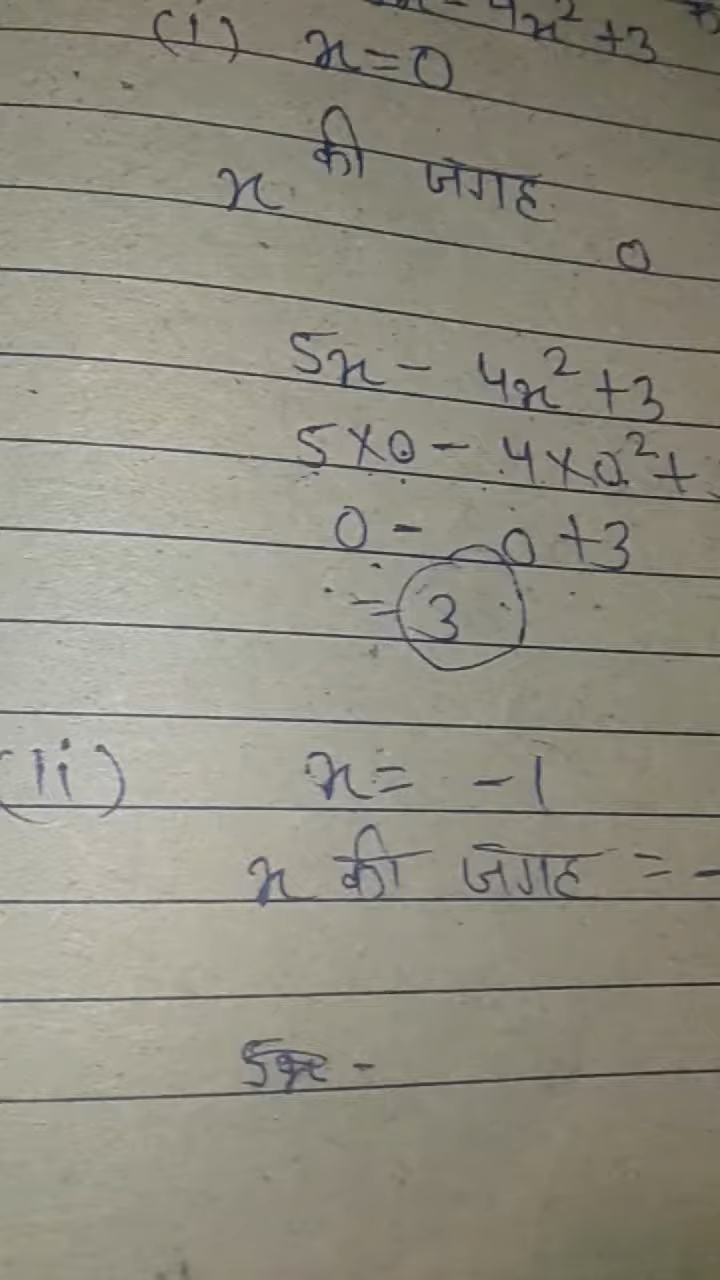 - 4x² + 3
(i) x = 0
x की जगह
0
5x - 4x² + 3
5 × 0 - 4 × 0² +
0 - 0 + 3
= 3
(ii) x = -1
x की जगह = -
5x -